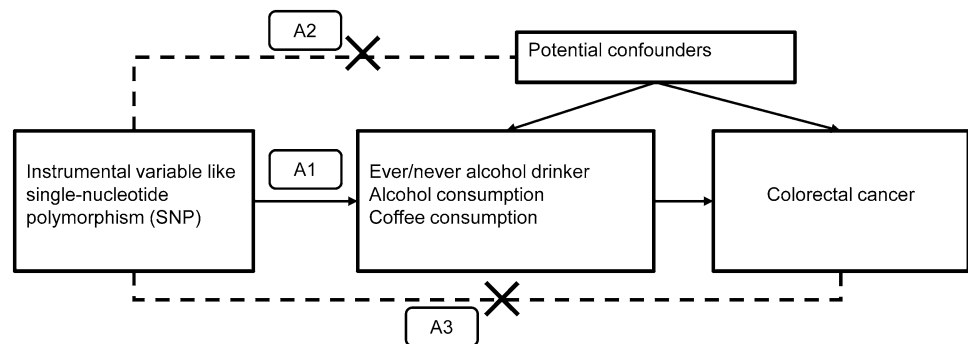 A2
Potential confounders
Instrumental variable like
single-nucleotide
polymorphism (SNP)
A1
Ever/never alcohol drinker
Alcohol consumption
Coffee consumption
Colorectal cancer
A3